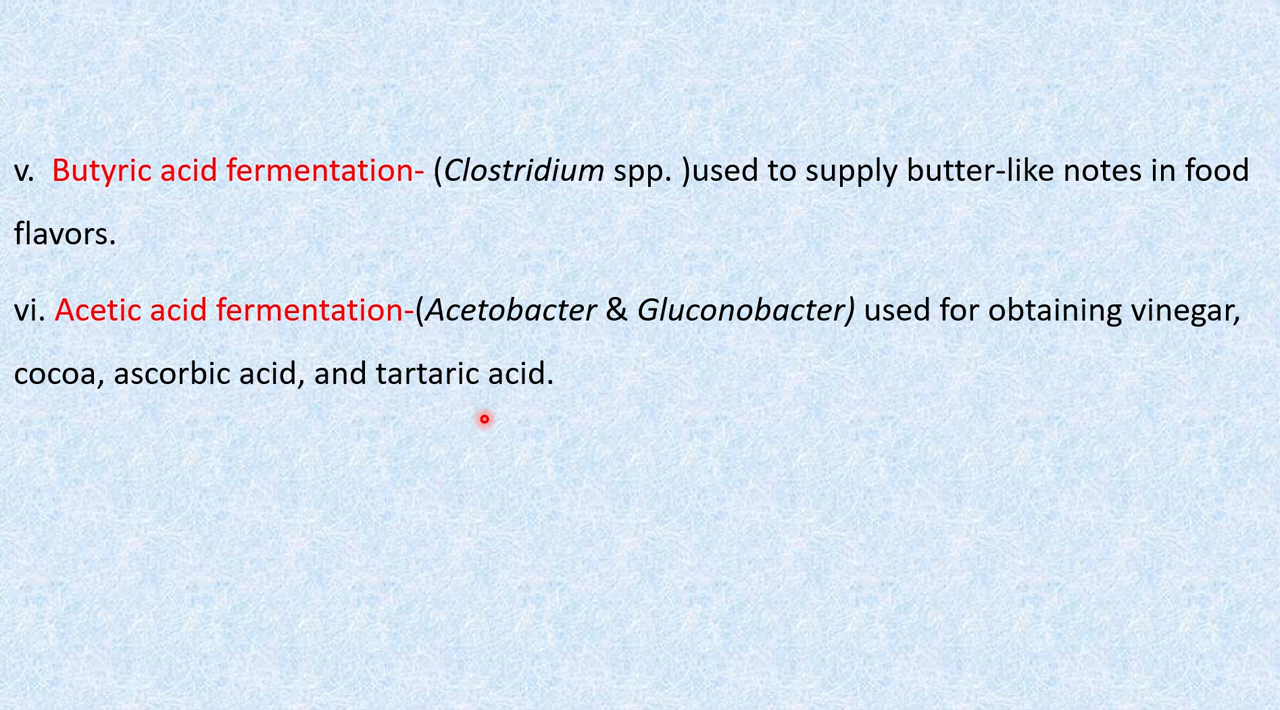 v. Butyric acid fermentation- (Clostridium spp. )used to supply butter-like notes in food
flavors.
vi. Acetic acid fermentation-(Acetobacter & Gluconobacter) used for obtaining vinegar,
cocoa, ascorbic acid, and tartaric acid.